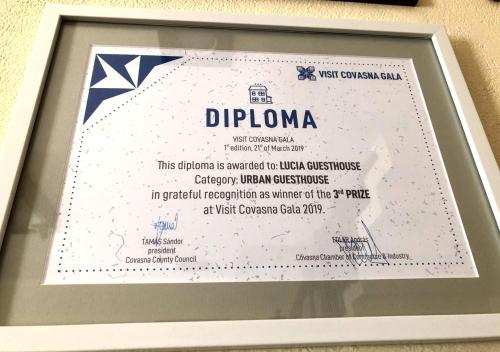 VISIT COVASNA GALA
DIPLOMA
VISIT COVASNA GALA
1st edition, 21st of March 2019
This diploma is awarded to: LUCIA GUESTHOUSE
Category: URBAN GUESTHOUSE
in grateful recognition as winner of the 3rd PRIZE
at Visit Covasna Gala 2019.
TAMÁS Sándor
president
Covasna County Council
András
president
Covasna Chamber of Commerce & Industry